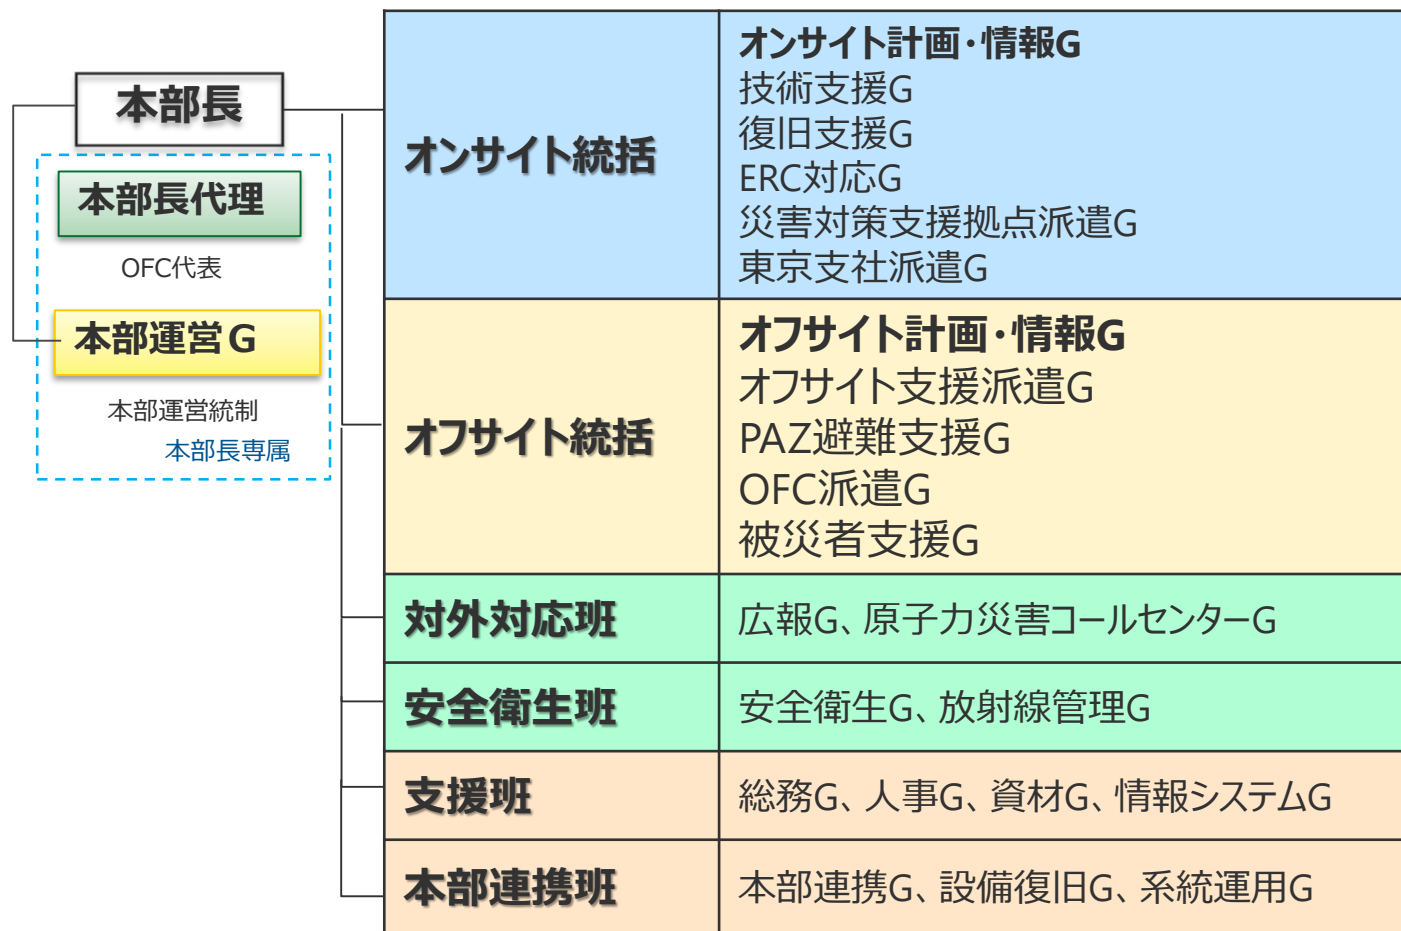 本部長
本部長代理
OFC代表
本部運営G
本部運営統制
本部長専属
オンサイト統括
オンサイト計画・情報G
技術支援G
復旧支援G
ERC対応G
災害対策支援拠点派遣G
東京支社派遣G
オフサイト統括
オフサイト計画・情報G
オフサイト支援派遣G
PAZ避難支援G
OFC派遣G
被災者支援G
対外対応班
広報G、原子力災害コールセンターG
安全衛生班
安全衛生G、放射線管理G
支援班
総務G、人事G、資材G、情報システムG
本部連携班
本部連携G、設備復旧G、系統運用G